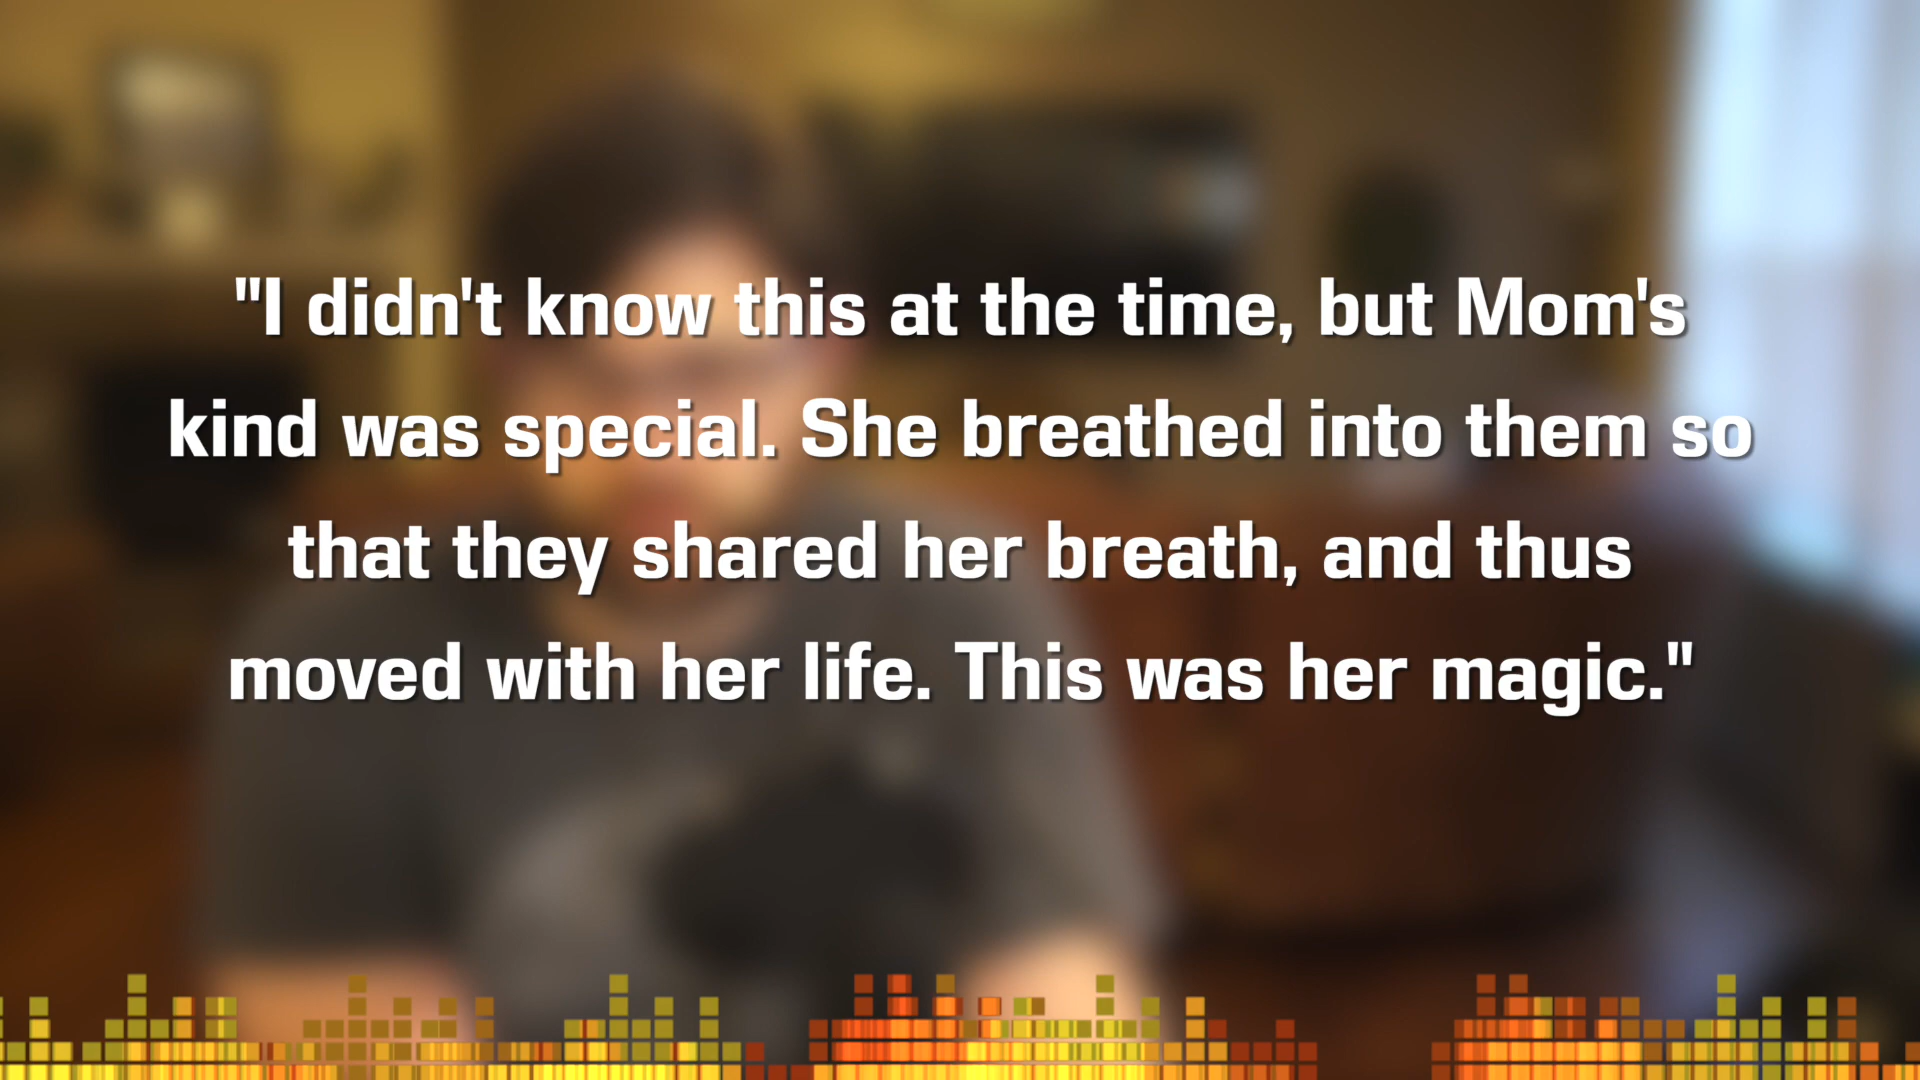 "I didn't know this at the time, but Mom's
kind was special. She breathed into them so
that they shared her breath, and thus
moved with her life. This was her magic."